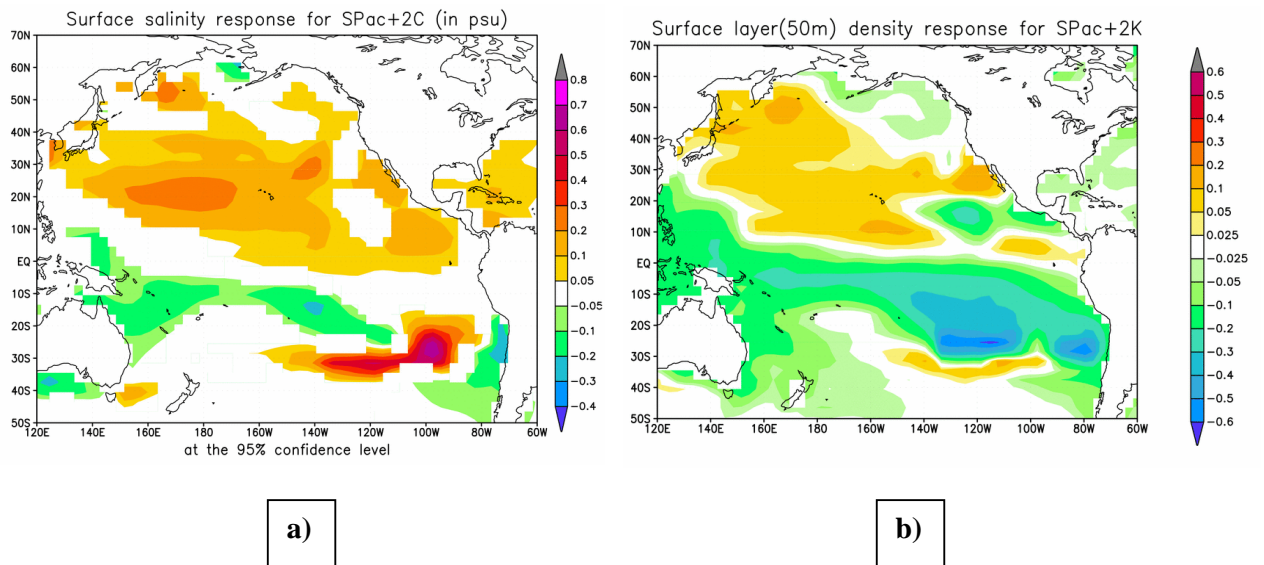 Surface salinity response for SPac+2C (in psu)
70N
60N
50N
40N
30N
20N
10N
EQ
10S
20S
30S
40S
50S
120E 140E 160E 180 160W 140W 120W 100W 80W 60W
at the 95% confidence level
0.8
0.6
0.5
0.4
0.3
0.2
0.1
0.05
−0.05
−0.1
−0.2
−0.3
−0.4
a)
Surface layer(50m) density response for SPac+2K
70N
60N
50N
40N
30N
20N
10N
EQ
10S
20S
30S
40S
50S
120E 140E 160E 180 160W 140W 120W 100W 80W 60W
0.6
0.5
0.4
0.3
0.2
0.1
0.05
0.025
−0.025
−0.05
−0.1
−0.2
−0.3
−0.4
−0.5
−0.6
b)